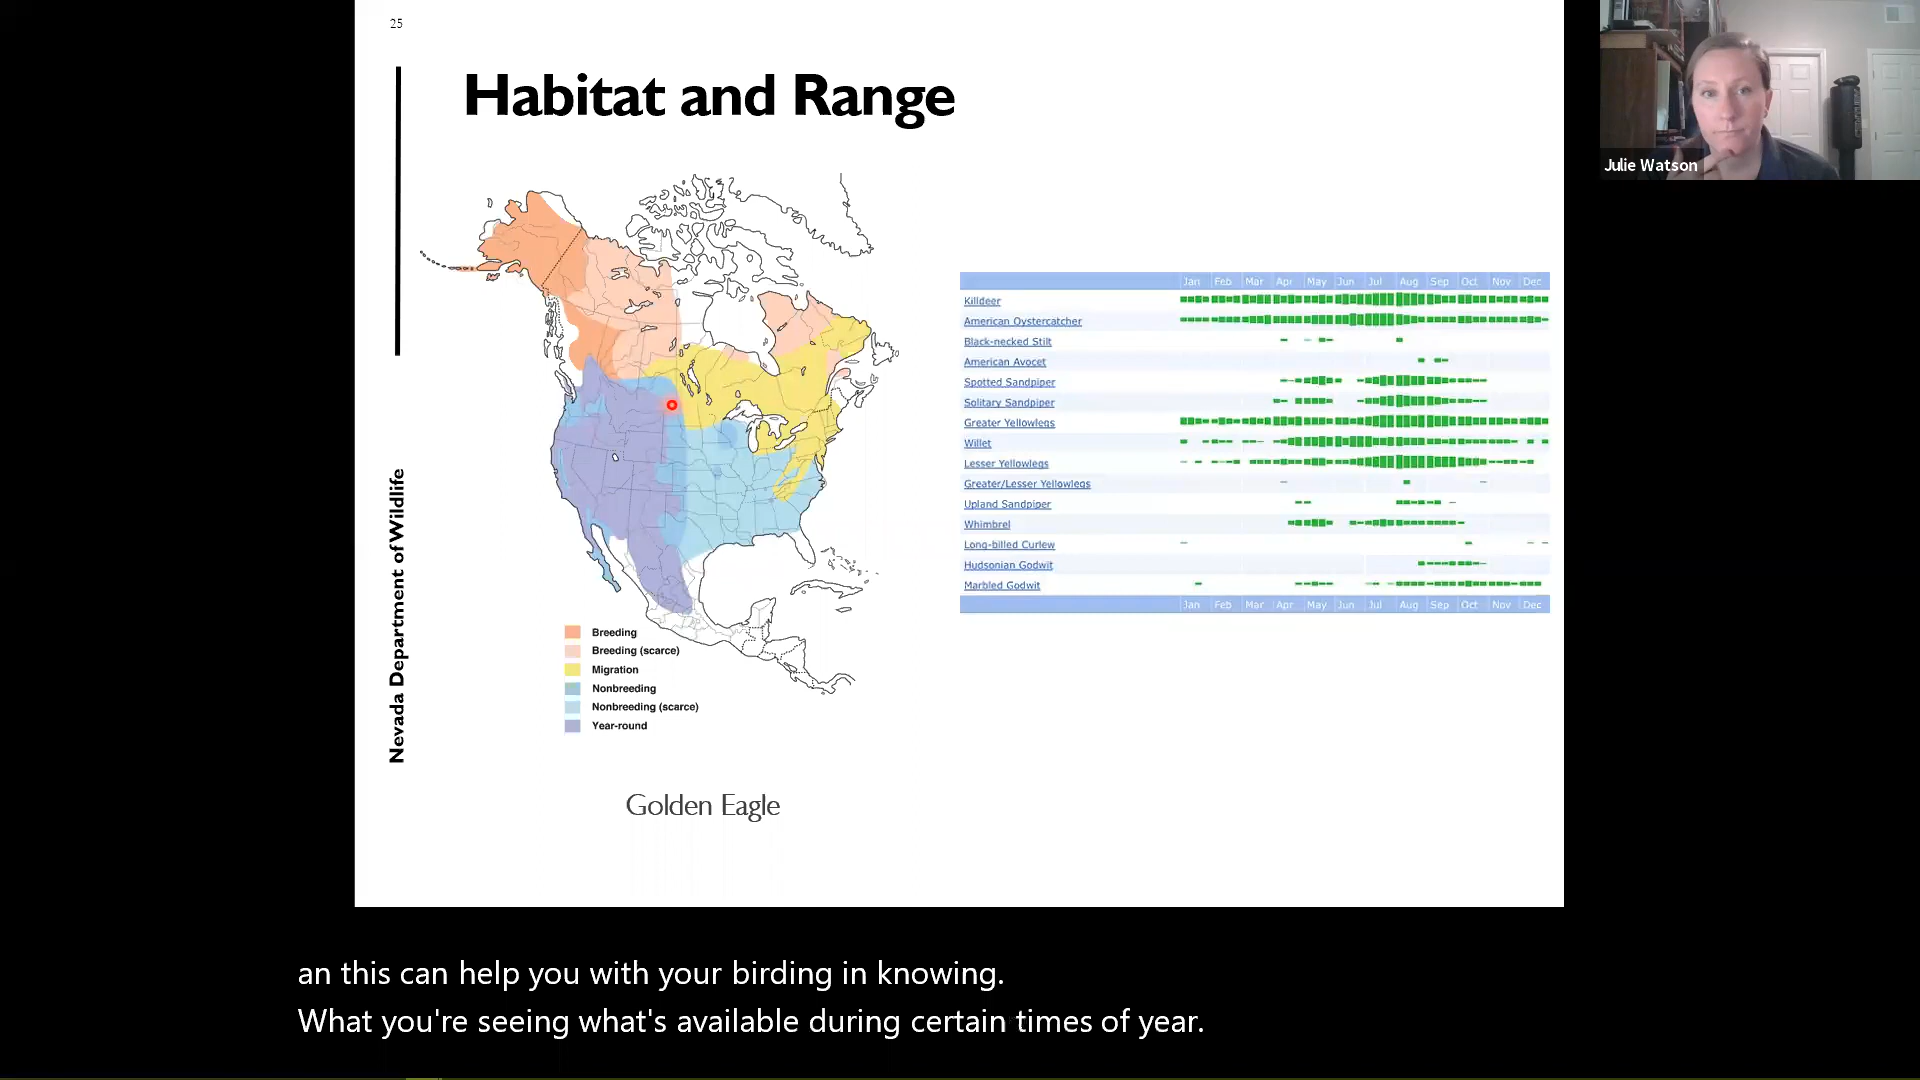 25
Habitat and Range
Nevada Department of Wildlife
Breeding
Breeding (scarce)
Migration
Nonbreeding
Nonbreeding (scarce)
Year-round
Golden Eagle
Jan Feb Mar Apr May Jun Jul Aug Sep Oct Nov Dec
Killdeer
American Oystercatcher
Black-necked Stilt
American Avocet
Spotted Sandpiper
Solitary Sandpiper
Greater Yellowlegs
Willet
Lesser Yellowlegs
Greater/Lesser Yellowlegs
Upland Sandpiper
Whimbrel
Long-billed Curlew
Hudsonian Godwit
Marbled Godwit
Jan Feb Mar Apr May Jun Jul Aug Sep Oct Nov Dec
Julie Watson
an this can help you with your birding in knowing.
What you're seeing what's available during certain times of year.